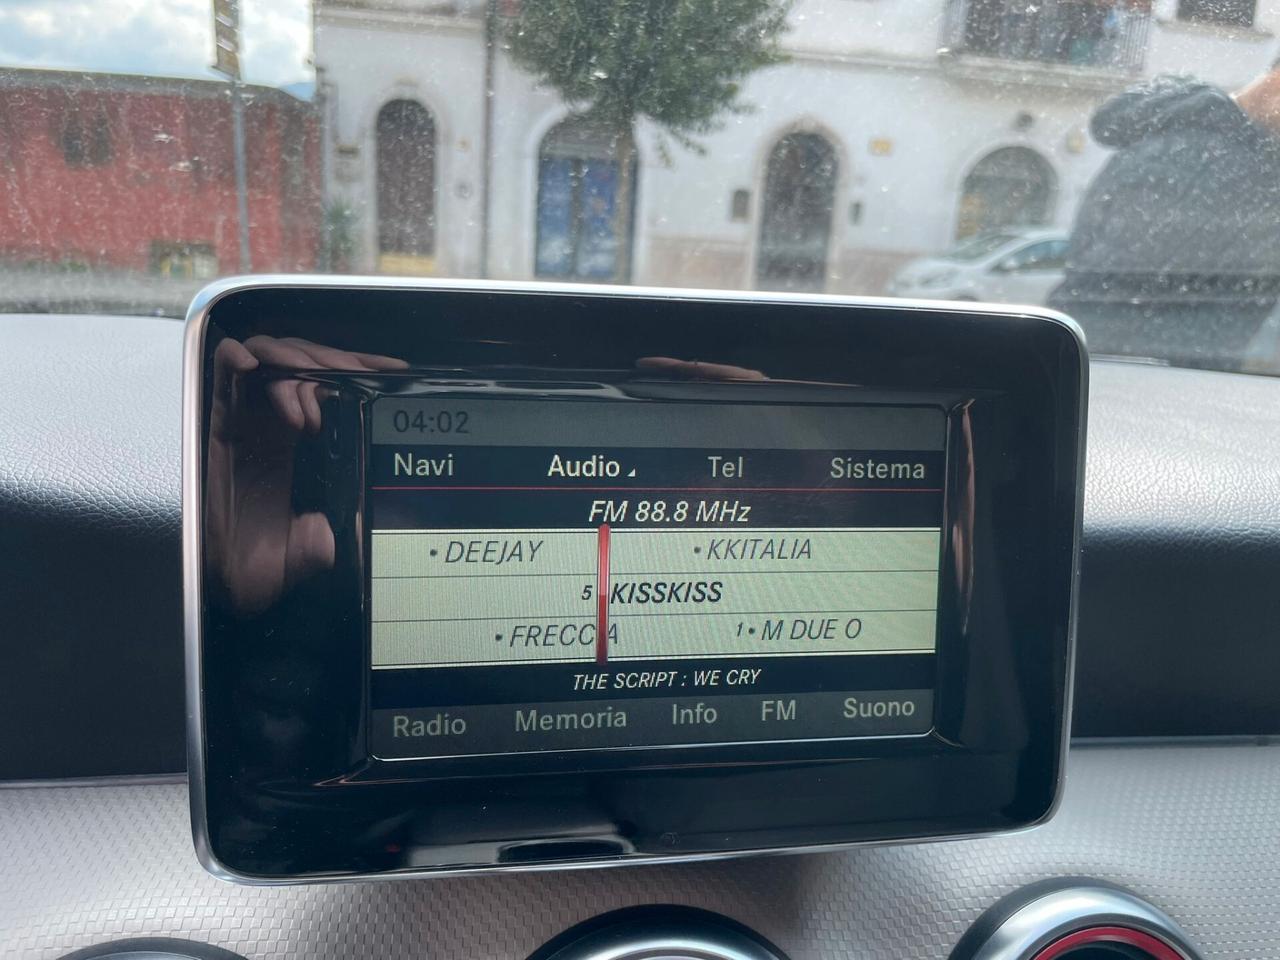 04:02
Navi Audio Tel Sistema
FM 88.8 MHz
• DEEJAY • KKITALIA
5 KISSKISS
• FRECCIA 1• M DUE O
THE SCRIPT : WE CRY
Radio Memoria Info FM Suono